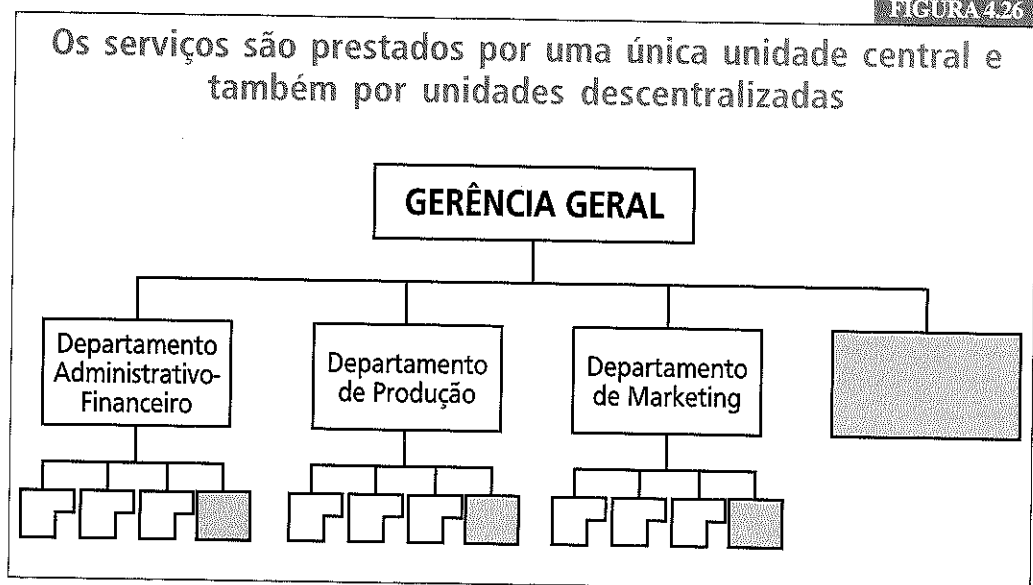 FIGURA 4.26
Os serviços são prestados por uma única unidade central e
também por unidades descentralizadas
GERÊNCIA GERAL
Departamento
Administrativo-
Financeiro
Departamento
de Produção
Departamento
de Marketing